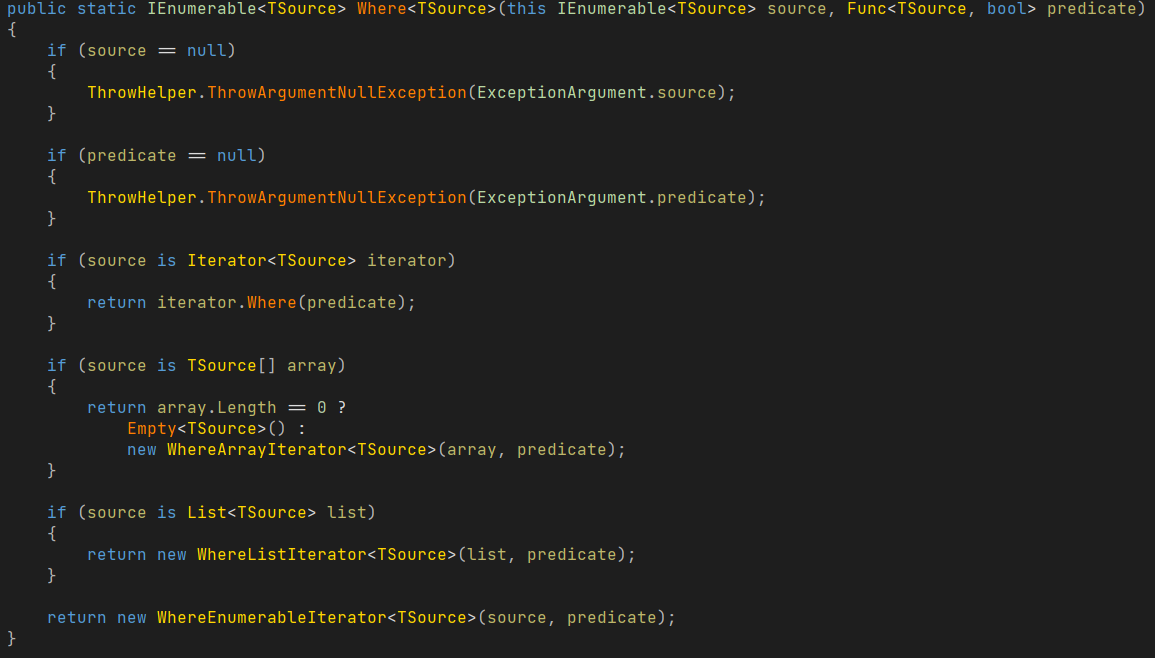 public static IEnumerable<TSource> Where<TSource>(this IEnumerable<TSource> source, Func<TSource, bool> predicate)
{
    if (source == null)
    {
        ThrowHelper.ThrowArgumentNullException(ExceptionArgument.source);
    }

    if (predicate == null)
    {
        ThrowHelper.ThrowArgumentNullException(ExceptionArgument.predicate);
    }

    if (source is Iterator<TSource> iterator)
    {
        return iterator.Where(predicate);
    }

    if (source is TSource[] array)
    {
        return array.Length == 0 ?
            Empty<TSource>() :
            new WhereArrayIterator<TSource>(array, predicate);
    }

    if (source is List<TSource> list)
    {
        return new WhereListIterator<TSource>(list, predicate);
    }

    return new WhereEnumerableIterator<TSource>(source, predicate);
}